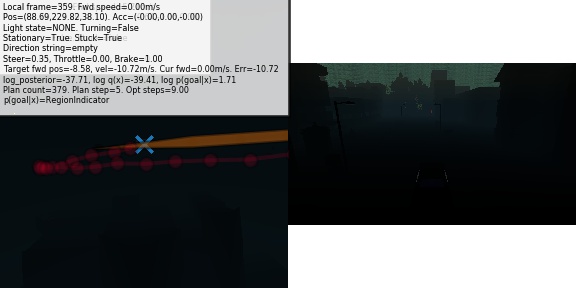 Local frame=359. Fwd speed=0.00m/s
Pos=(88.69,229.82,38.10). Acc=(-0.00,0.00,-0.00)
Light state=NONE. Turning=False
Stationary=True. Stuck=True
Direction string=empty
Steer=0.35, Throttle=0.00, Brake=1.00
Target fwd pos=-8.58, vel=-10.72m/s. Cur fwd=0.00m/s. Err=-10.72
log_posterior=-37.71, log q(x)=-39.41, log p(goal|x)=1.71
Plan count=379. Plan step=5. Opt steps=9.00
p(goal|x)=RegionIndicator